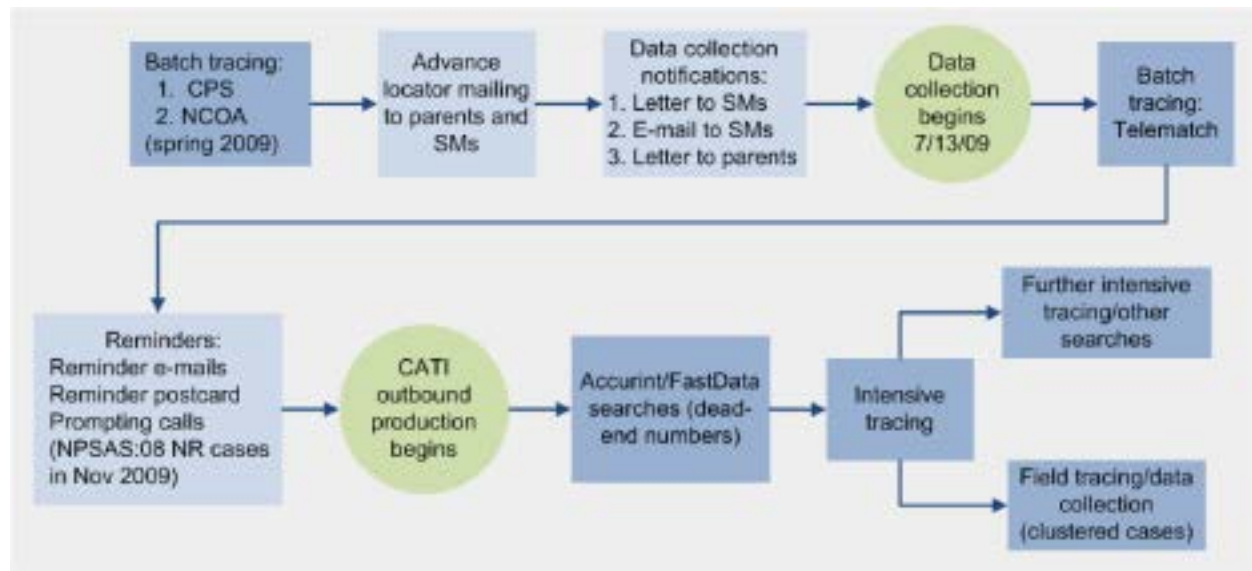 Batch tracing:
1. CPS
2. NCOA
(spring 2009)
Advance
locator mailing
to parents and
SMs
Data collection
notifications:
1. Letter to SMs
2. E-mail to SMs
3. Letter to parents
Data
collection
begins
7/13/09
Batch
tracing:
Telematch
Reminders:
Reminder e-mails
Reminder postcard
Prompting calls
(NPSAS:08 NR cases
in Nov 2009)
CATI
outbound
production
begins
Accurint/FastData
searches (dead-
end numbers)
Intensive
tracing
Further intensive
tracing/other
searches
Field tracing/data
collection
(clustered cases)